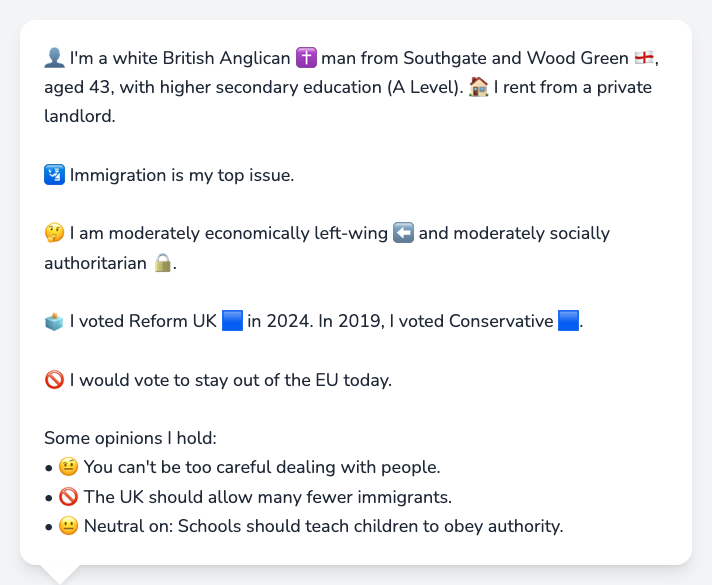 👤 I'm a white British Anglican ✝️ man from Southgate and Wood Green 🏴󠁧󠁢󠁥󠁮󠁧󠁿,
aged 43, with higher secondary education (A Level). 🏠 I rent from a private
landlord.
🛂 Immigration is my top issue.
🤔 I am moderately economically left-wing ⬅️ and moderately socially
authoritarian 🔒.
🗳️ I voted Reform UK 🟦 in 2024. In 2019, I voted Conservative 🟦.
🚫 I would vote to stay out of the EU today.
Some opinions I hold:
• 🤨 You can't be too careful dealing with people.
• 🚫 The UK should allow many fewer immigrants.
• 😐 Neutral on: Schools should teach children to obey authority.